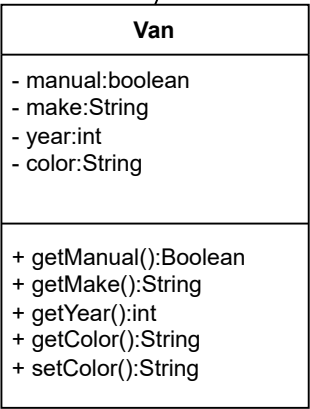 Van
- manual:boolean
- make:String
- year:int
- color:String
+ getManual():Boolean
+ getMake():String
+ getYear():int
+ getColor():String
+ setColor():String